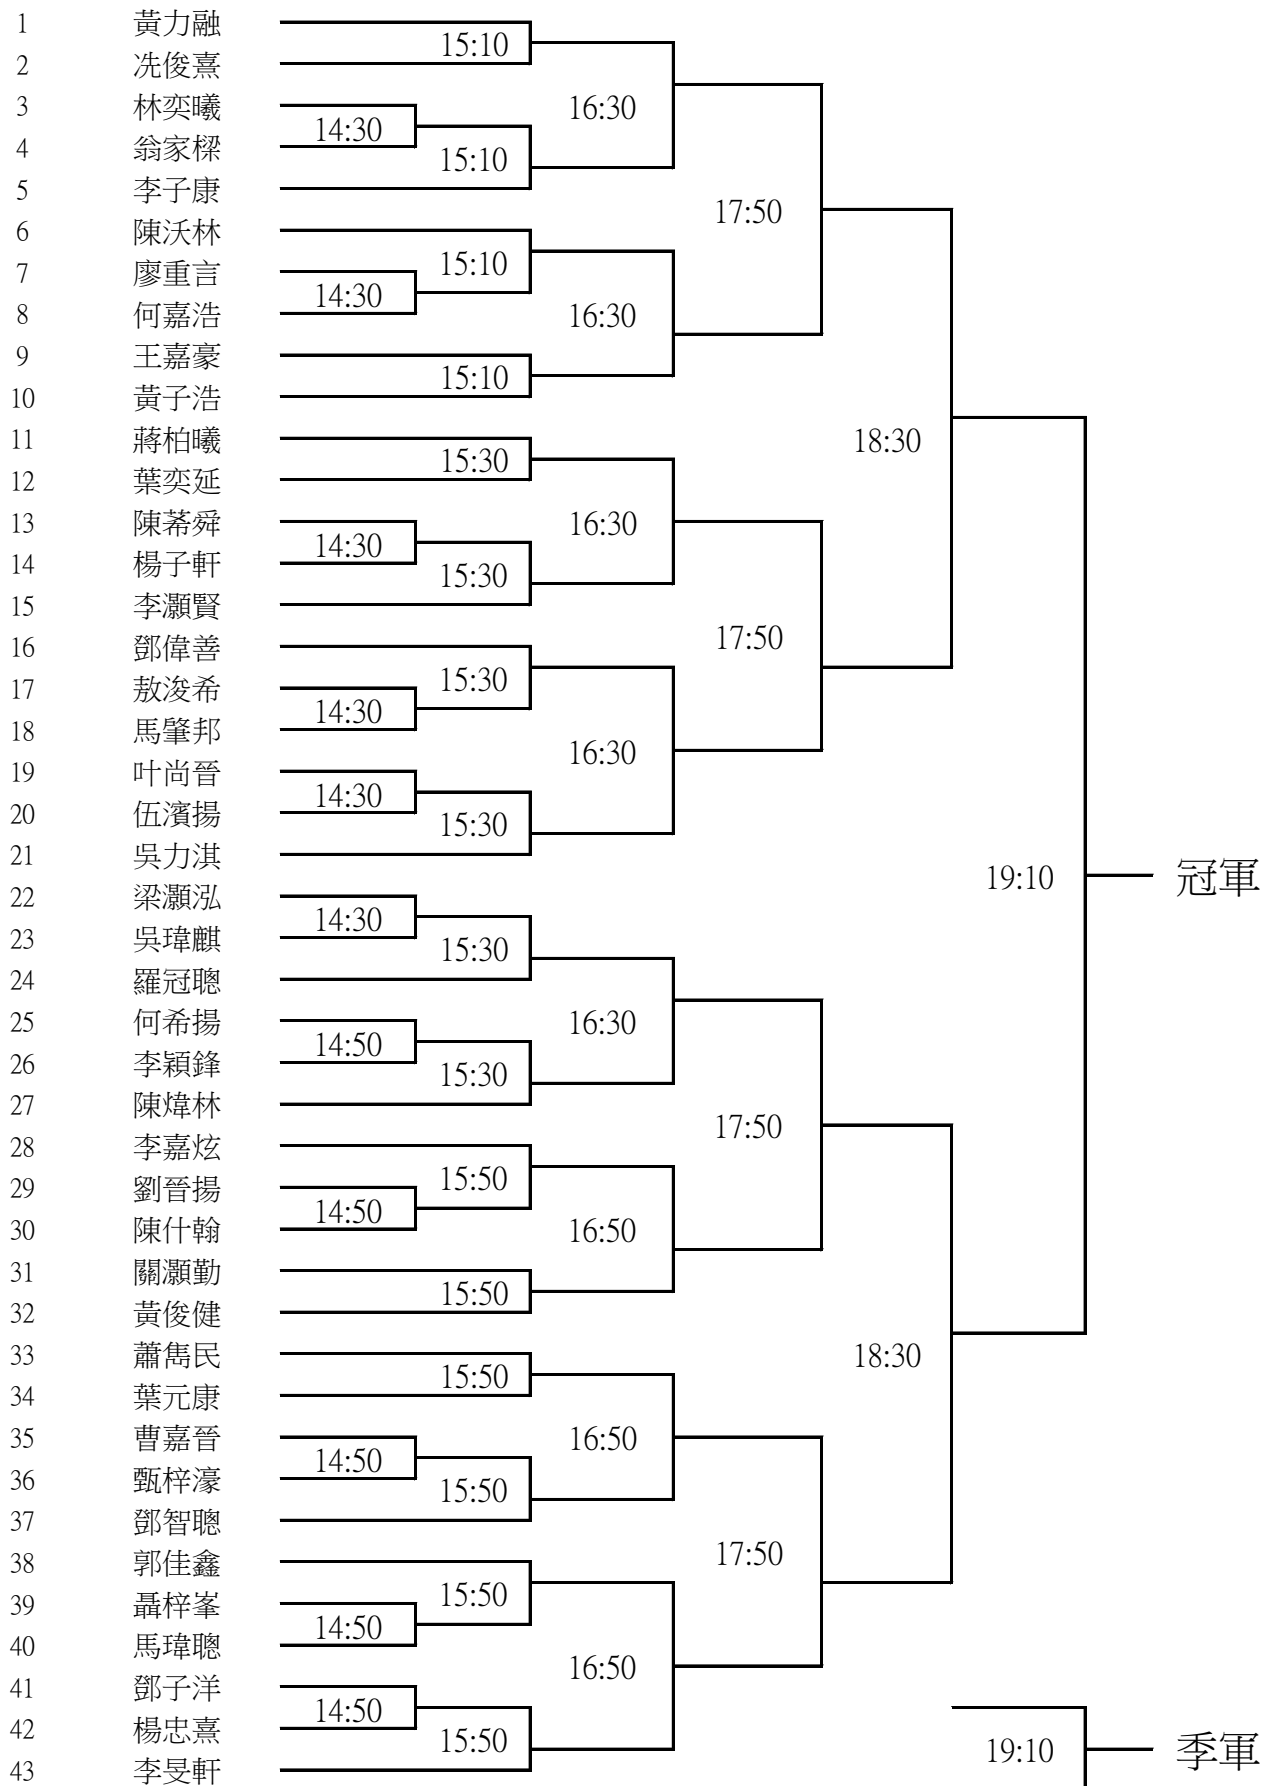 1 黃力融
15:10
2 冼俊熹
3 林奕曦
16:30
14:30
4 翁家樑
15:10
5 李子康
17:50
6 陳沃林
15:10
7 廖重言
14:30
8 何嘉浩
16:30
9 王嘉豪
15:10
10 黃子浩
11 蔣柏曦
18:30
15:30
12 葉奕延
13 陳莃舜
16:30
14:30
14 楊子軒
15:30
15 李灝賢
17:50
16 鄧偉善
15:30
17 敖浚希
14:30
18 馬肇邦
16:30
19 叶尚晉
14:30
20 伍濱揚
15:30
21 吳力淇
19:10 冠軍
22 梁灝泓
14:30
23 吳瑋麒
15:30
24 羅冠聰
25 何希揚
16:30
14:50
26 李穎鋒
15:30
27 陳煒林
17:50
28 李嘉炫
15:50
29 劉晉揚
14:50
30 陳什翰
16:50
31 關灝勤
15:50
32 黃俊健
33 蕭雋民
18:30
15:50
34 葉元康
35 曹嘉晉
16:50
14:50
36 甄梓濠
15:50
37 鄧智聰
17:50
38 郭佳鑫
15:50
39 聶梓峯
14:50
40 馬瑋聰
16:50
41 鄧子洋
14:50
42 楊忠熹
15:50
19:10 季軍
43 李旻軒